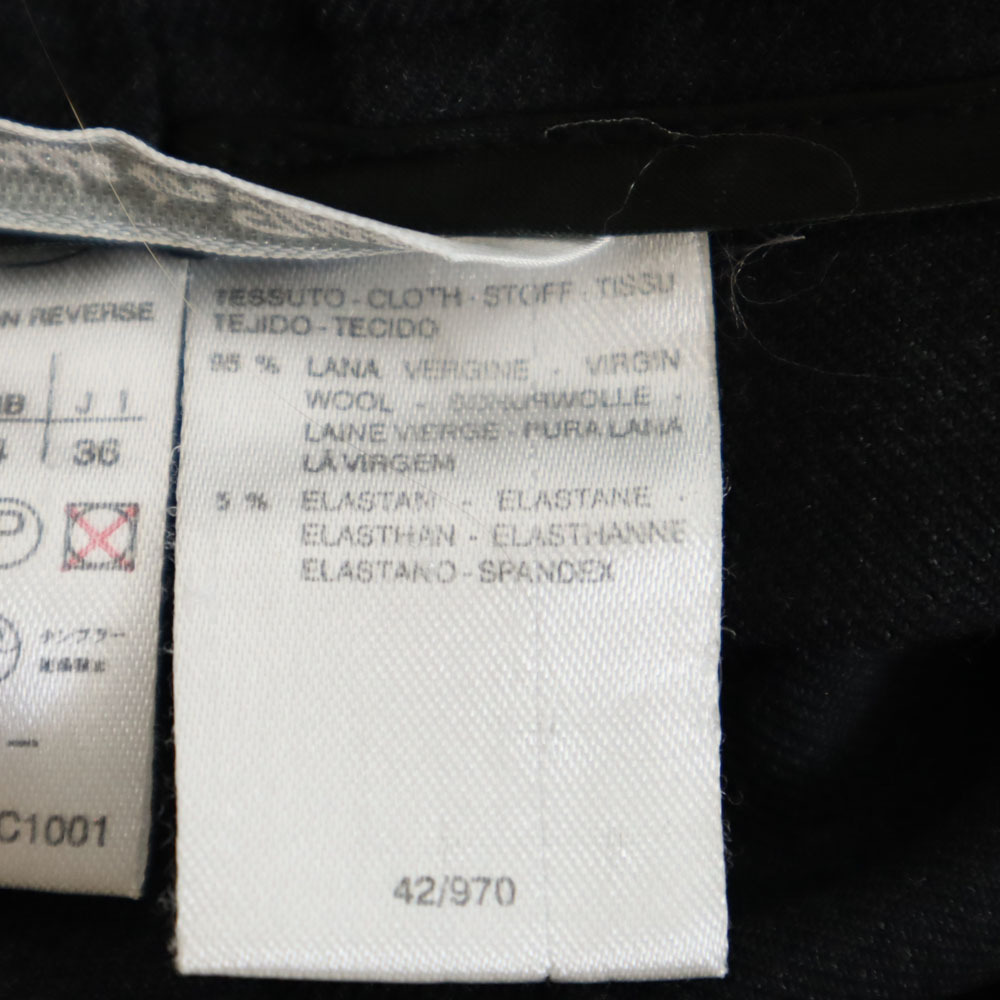 N REVERSE
J I
36
P
タンブラー
C1001
TESSUTO - CLOTH - STOFF - TISSU
TEJIDO - TECIDO
95 % LANA VERGINE - VIRGIN
WOOL - SCHURWOLLE -
LAINE VIERGE - PURA LANA
LÃ VIRGEM
5 % ELASTAN - ELASTANE -
ELASTHAN - ELASTHANNE
ELASTANO - SPANDEX
42/970